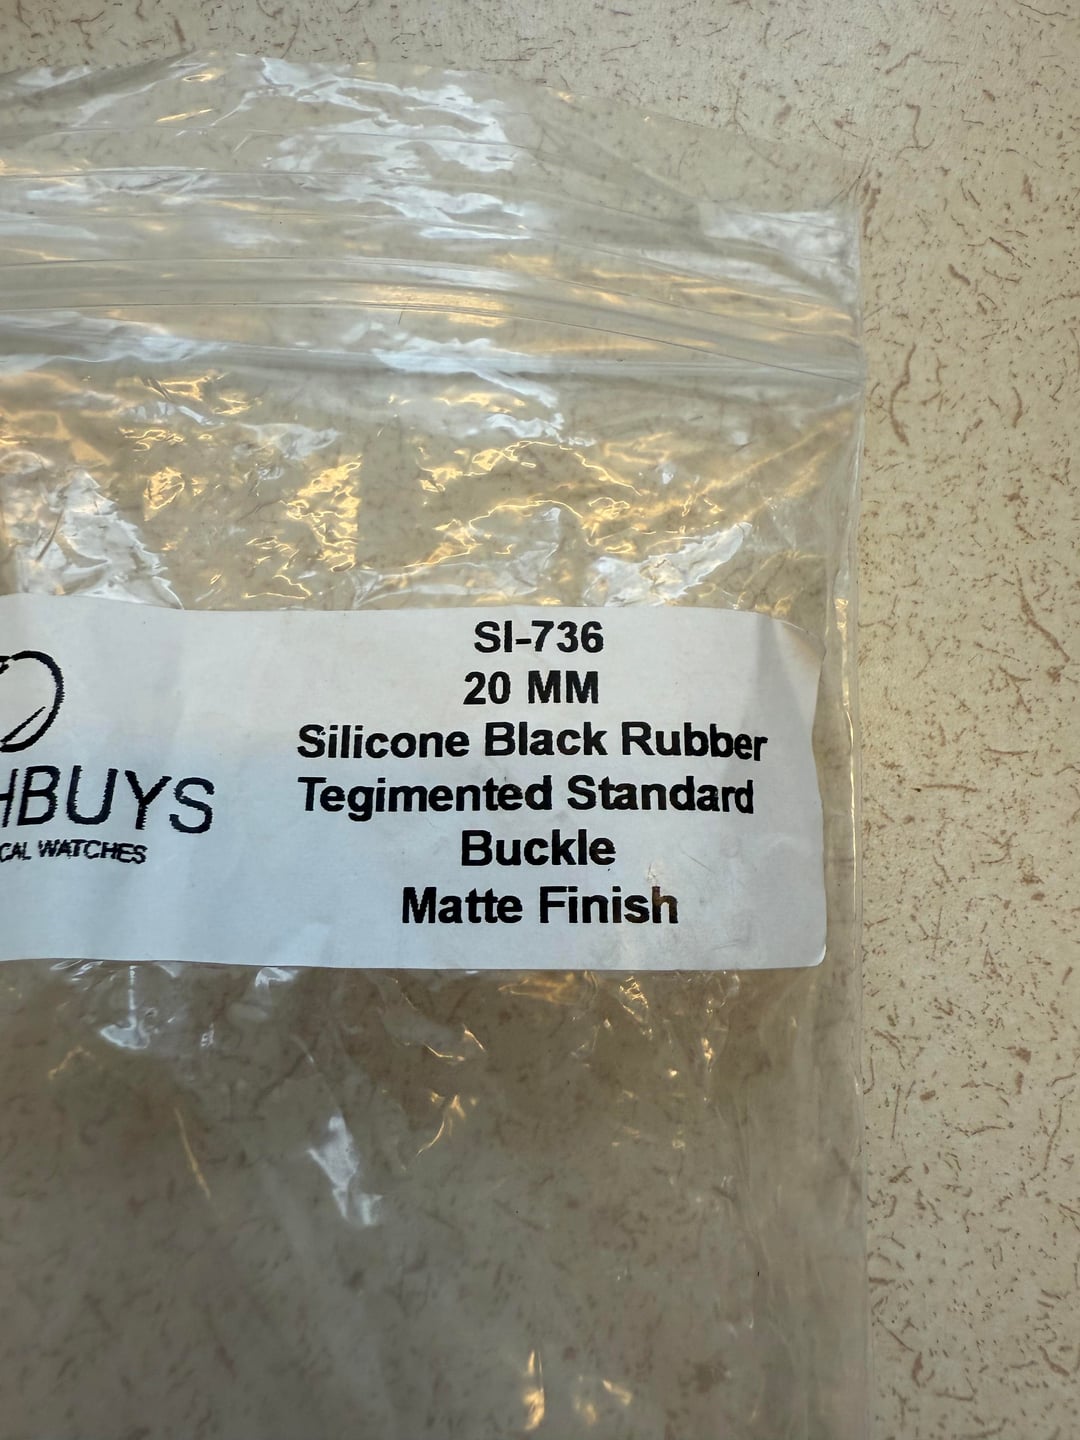 SI-736
20 MM
Silicone Black Rubber
Tegimented Standard
Buckle
Matte Finish
HBUYS
CAL WATCHES